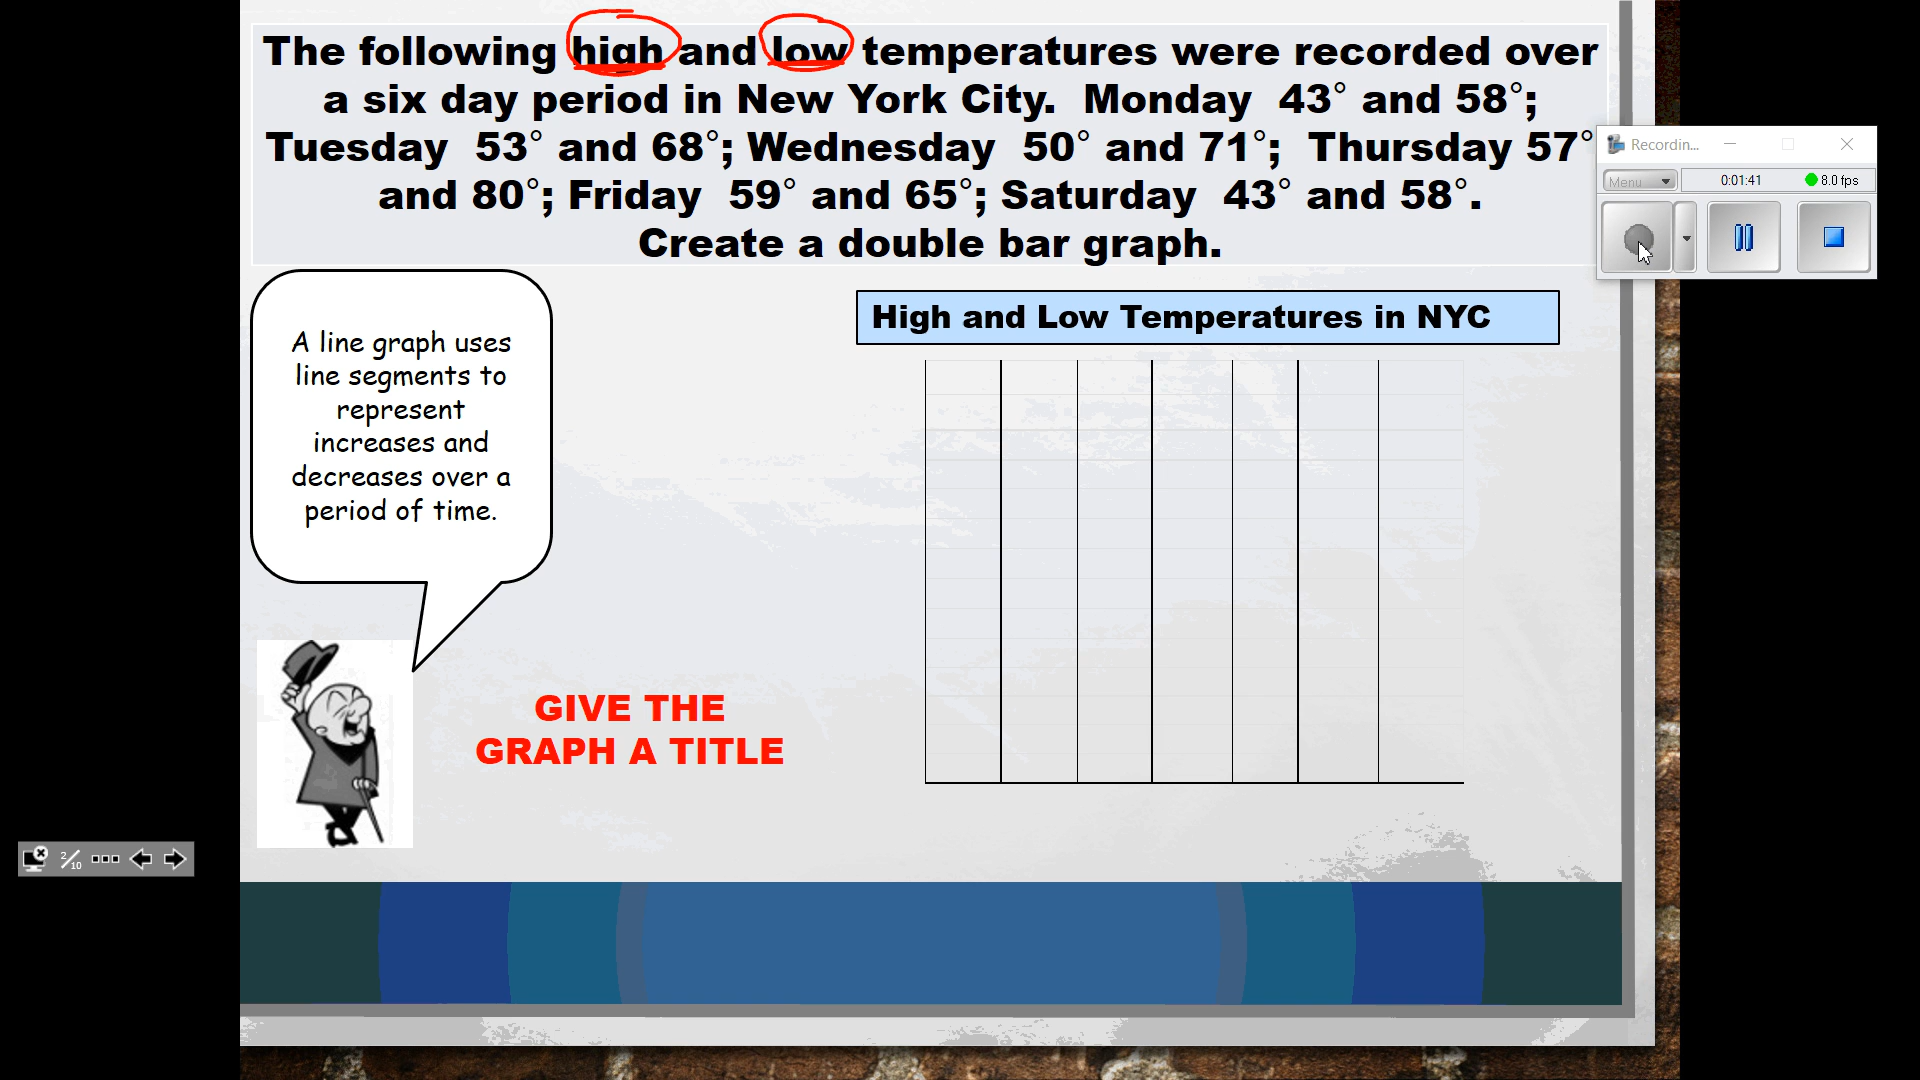 The following high and low temperatures were recorded over
a six day period in New York City. Monday 43° and 58°;
Tuesday 53° and 68°; Wednesday 50° and 71°; Thursday 57°
and 80°; Friday 59° and 65°; Saturday 43° and 58°.
Create a double bar graph.
Recordin...
Menu
0:01:41
8.0 fps
High and Low Temperatures in NYC
A line graph uses
line segments to
represent
increases and
decreases over a
period of time.
GIVE THE
GRAPH A TITLE
2/10